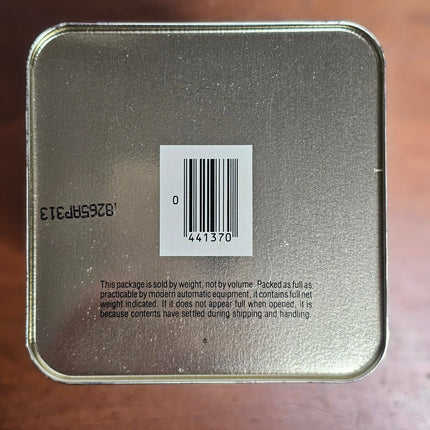 0
441370
8265AP313
This package is sold by weight, not by volume. Packed as full as
practicable by modern automatic equipment, it contains full net
weight indicated. If it does not appear full when opened, it is
because contents have settled during shipping and handling.